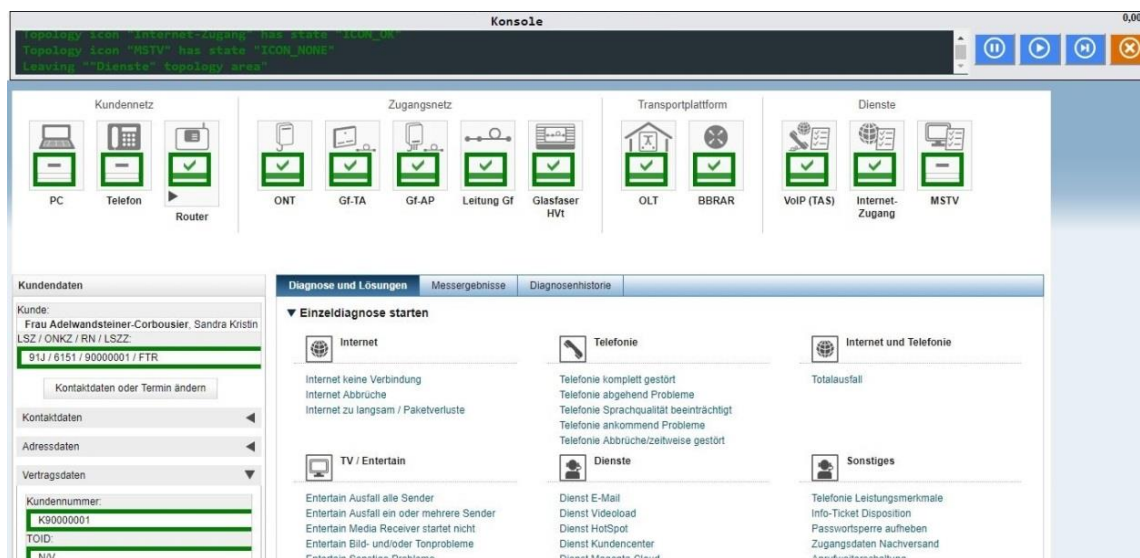 Konsole
0,00
Topology icon "Internet-Zugang" has state "ICON_OK"
Topology icon "MSTV" has state "ICON_NONE"
Leaving ""Dienste" topology area"
Kundennetz
Zugangsnetz
Transportplattform
Dienste
PC
Telefon
Router
ONT
Gf-TA
Gf-AP
Leitung Gf
Glasfaser
HVt
OLT
BBRAR
VoIP (TAS)
Internet-
Zugang
MSTV
Kundendaten
Kunde:
Frau Adelwandsteiner-Corbousier, Sandra Kristin
LSZ / ONKZ / RN / LSZZ:
91J / 6151 / 90000001 / FTR
Kontaktdaten oder Termin ändern
Kontaktdaten
Adressdaten
Vertragsdaten
Kundennummer:
K90000001
TOID:
N/V
Diagnose und Lösungen
Messergebnisse
Diagnosenhistorie
Einzeldiagnose starten
Internet
Internet keine Verbindung
Internet Abbrüche
Internet zu langsam / Paketverluste
Telefonie
Telefonie komplett gestört
Telefonie abgehend Probleme
Telefonie Sprachqualität beeinträchtigt
Telefonie ankommend Probleme
Telefonie Abbrüche/zeitweise gestört
Internet und Telefonie
Totalausfall
TV / Entertain
Entertain Ausfall alle Sender
Entertain Ausfall ein oder mehrere Sender
Entertain Media Receiver startet nicht
Entertain Bild- und/oder Tonprobleme
Entertain Sonstige Probleme
Dienste
Dienst E-Mail
Dienst Videoload
Dienst HotSpot
Dienst Kundencenter
Dienst Magenta Cloud
Sonstiges
Telefonie Leistungsmerkmale
Info-Ticket Disposition
Passwortsperre aufheben
Zugangsdaten Nachversand
Anrufweiterschaltung